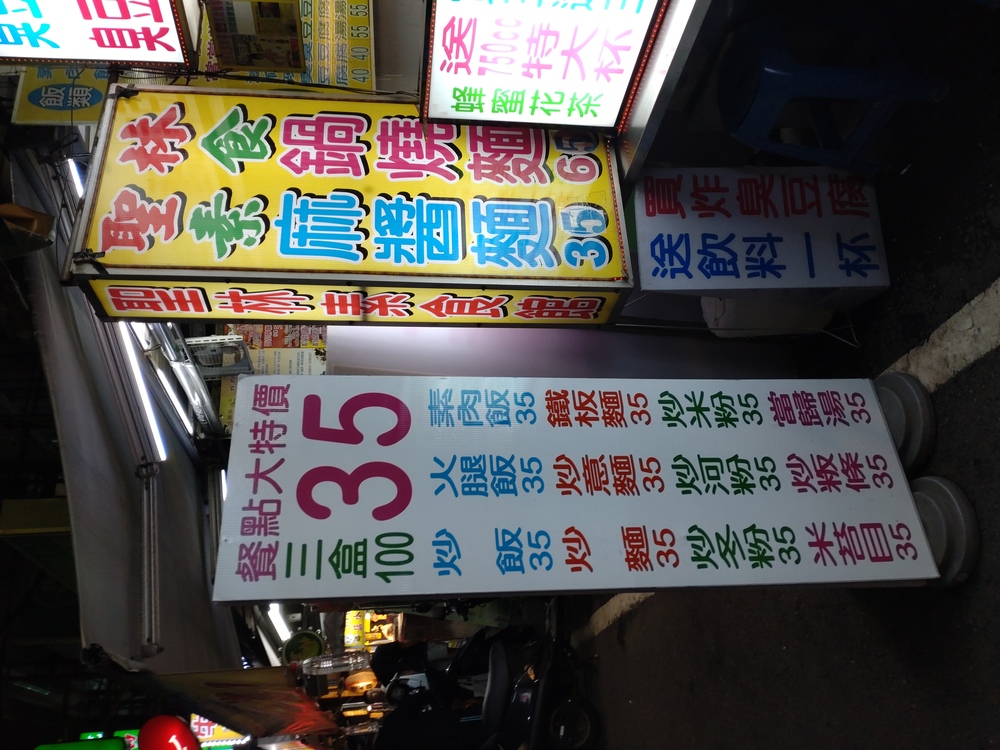 飯類
臭豆
送750cc特大杯
蜂蜜花茶
聖林
素食
鍋燒麵65
麻醬麵35
聖林素食館
買炸臭豆腐
送飲料一杯
餐點大特價
三盒100
35
炒飯35
火腿飯35
素肉飯35
炒麵35
炒意麵35
鐵板麵35
炒冬粉35
炒河粉35
炒米粉35
米苔目35
炒粄條35
當歸湯35